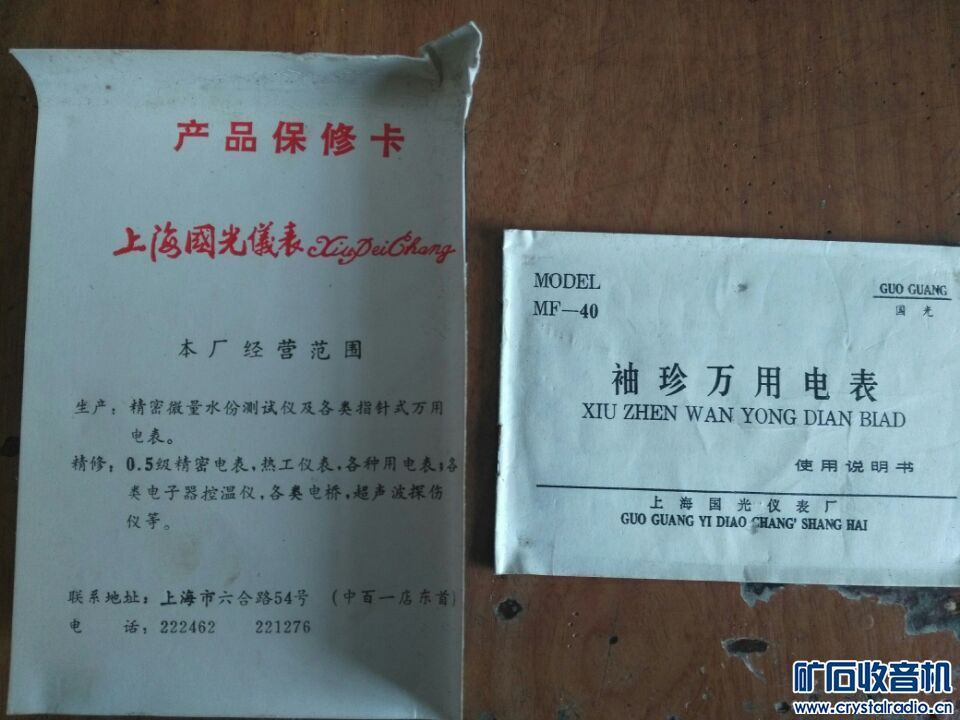 产品保修卡
上海國光儀表 Xiu Pei Chang
本厂经营范围
生产：精密微量水份测试仪及各类指针式万用
电表。
精修：0.5级精密电表，热工仪表，各种用电表；各
类电子器控温仪，各类电桥，超声波探伤
仪等。
联系地址：上海市六合路54号 （中百一店东首）
电 话：222462 221276
MODEL
MF—40
GUO GUANG
国光
袖珍万用电表
XIU ZHEN WAN YONG DIAN BIAO
使用说明书
上海国光仪表厂
GUO GUANG YI DIAO CHANG' SHANG HAI
矿石收音机
www.crystalradio.cn